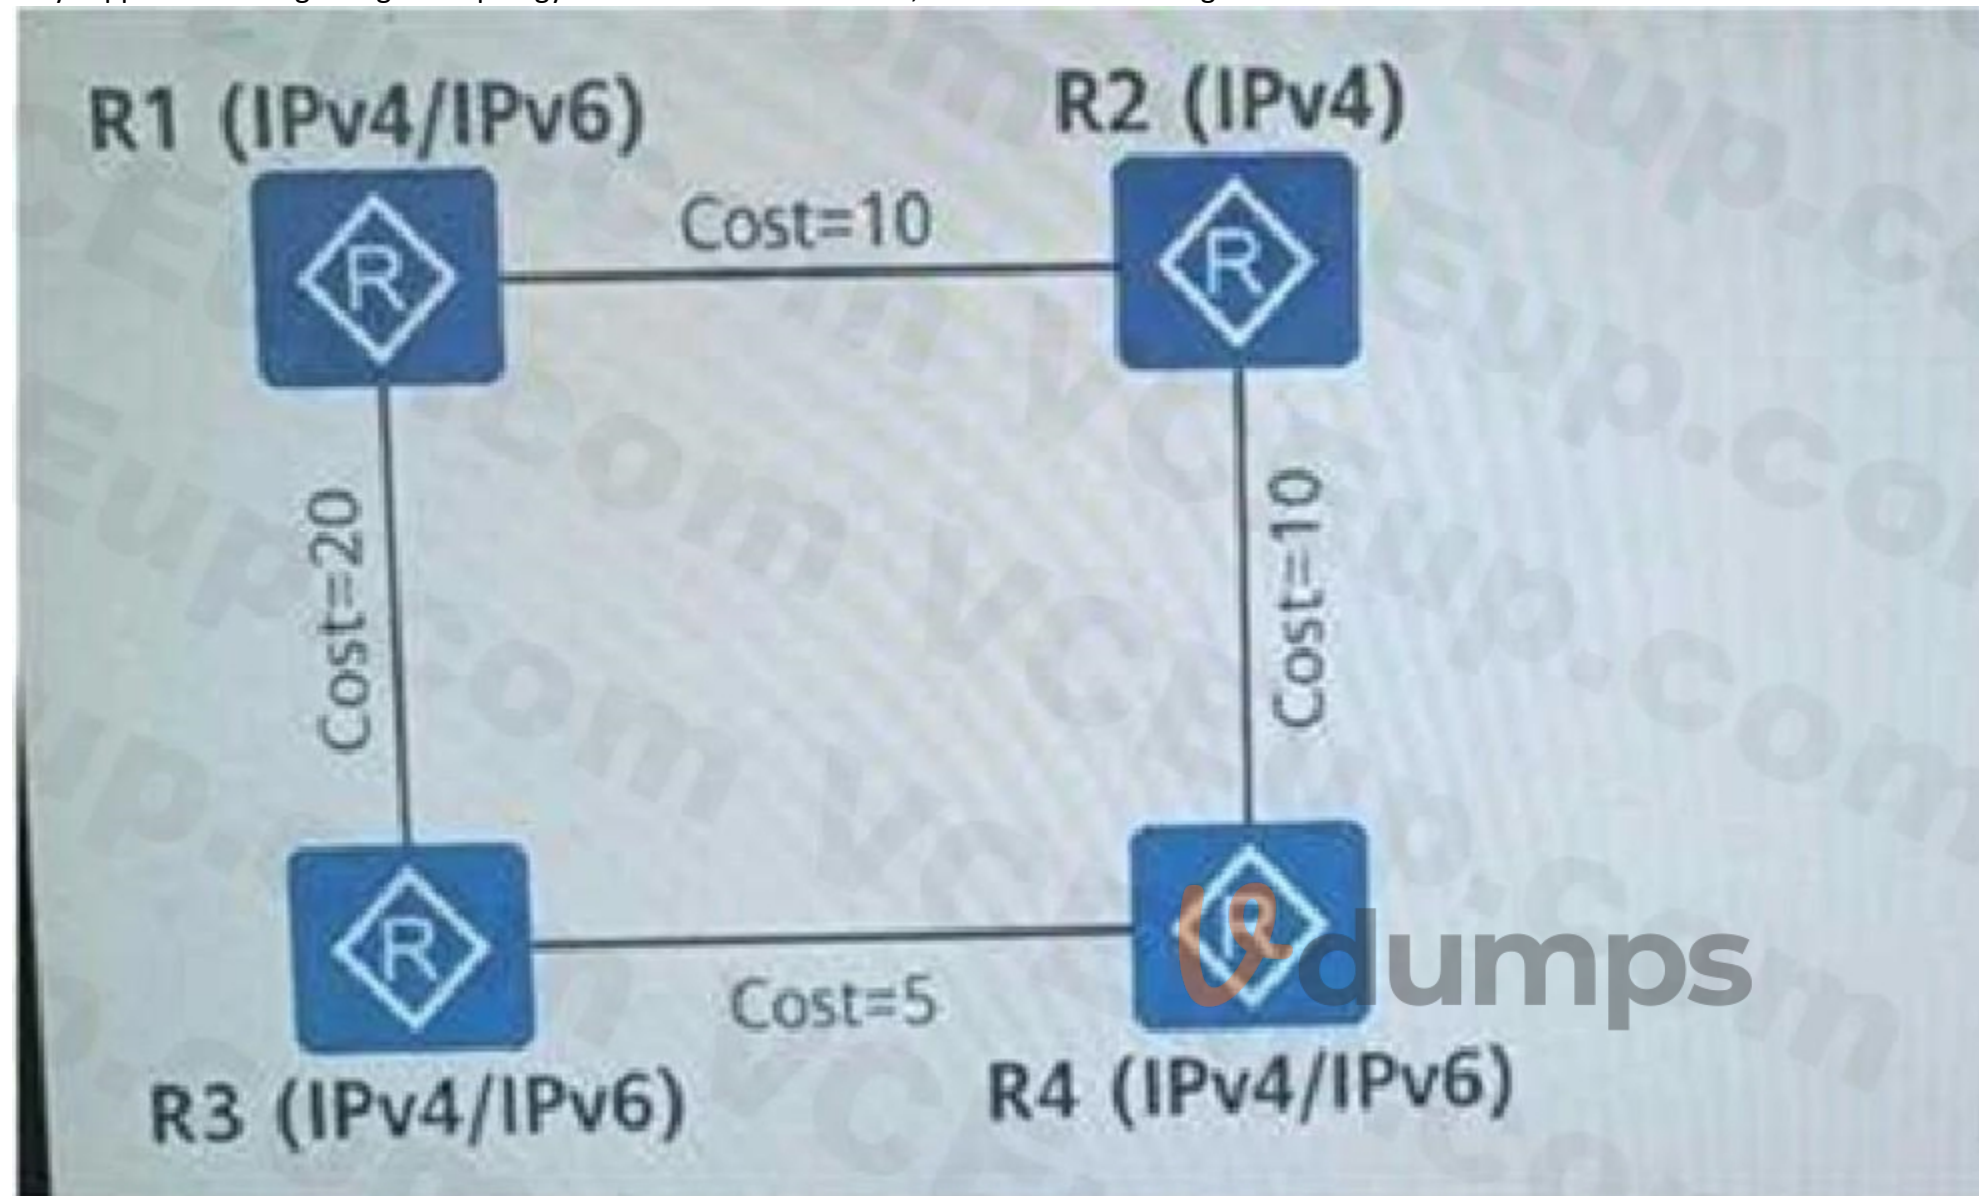 R1 (IPv4/IPv6)
R2 (IPv4)
Cost=10
Cost=20
Cost=10
Cost=5
dumps
R3 (IPv4/IPv6)
R4 (IPv4/IPv6)